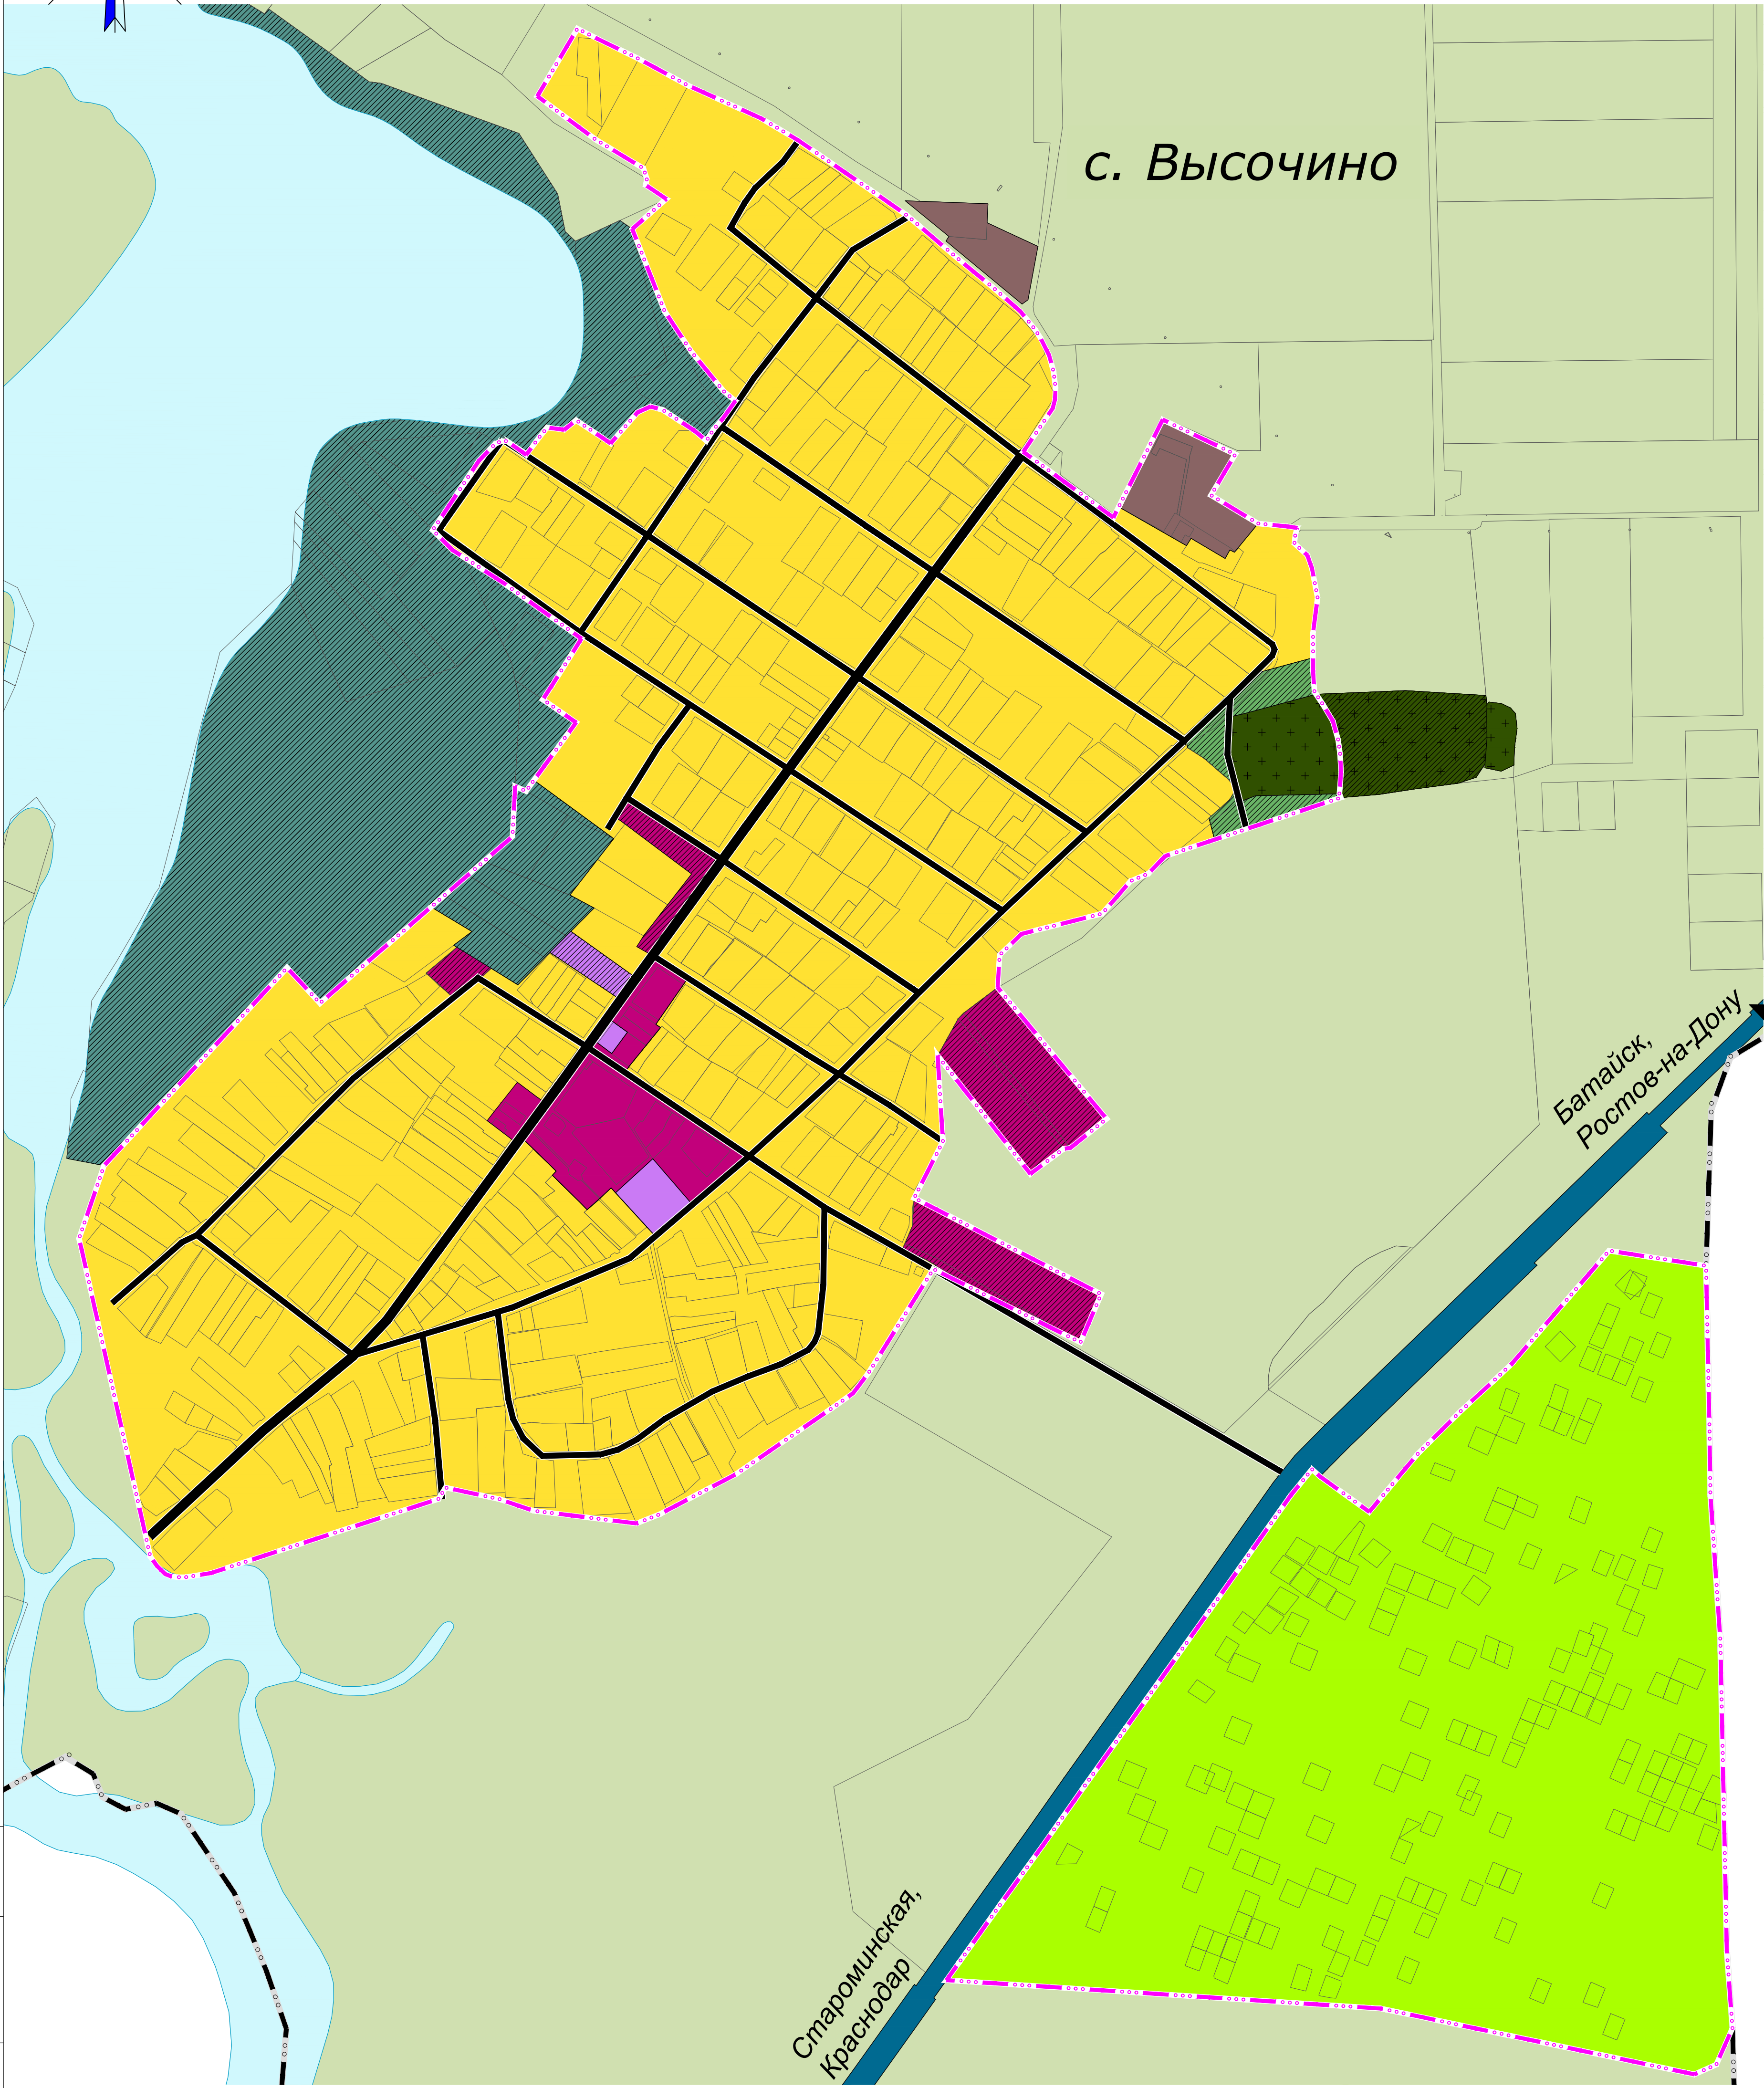 с. Высочино
Батайск,
Ростов-на-Дону
Староминская,
Краснодар